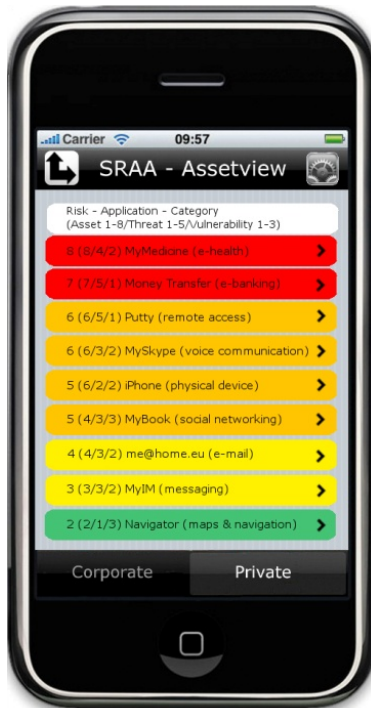 Carrier 09:57
SRAA - Assetview
Risk - Application - Category
(Asset 1-8/Threat 1-5/Vulnerability 1-3)
8 (8/4/2) MyMedicine (e-health)
7 (7/5/1) Money Transfer (e-banking)
6 (6/5/1) Putty (remote access)
6 (6/3/2) MySkype (voice communication)
5 (6/2/2) iPhone (physical device)
5 (4/3/3) MyBook (social networking)
4 (4/3/2) me@home.eu (e-mail)
3 (3/3/2) MyIM (messaging)
2 (2/1/3) Navigator (maps & navigation)
Corporate Private